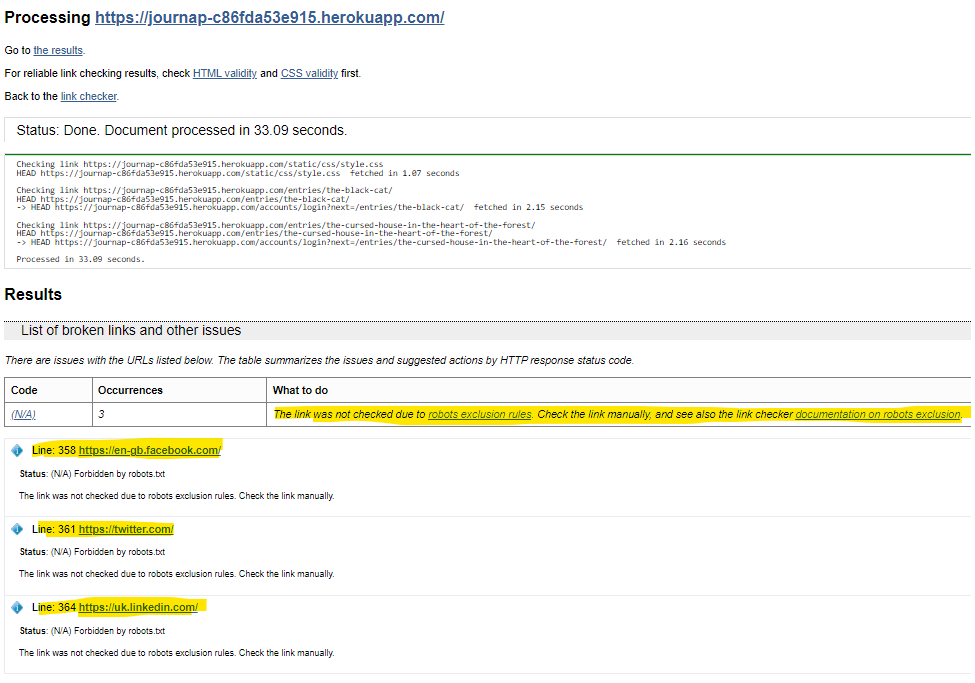 Processing https://journap-c86fda53e915.herokuapp.com/
Go to the results.
For reliable link checking results, check HTML validity and CSS validity first.
Back to the link checker.
Status: Done. Document processed in 33.09 seconds.
Checking link https://journap-c86fda53e915.herokuapp.com/static/css/style.css
HEAD https://journap-c86fda53e915.herokuapp.com/static/css/style.css fetched in 1.07 seconds
Checking link https://journap-c86fda53e915.herokuapp.com/entries/the-black-cat/
HEAD https://journap-c86fda53e915.herokuapp.com/entries/the-black-cat/
-> HEAD https://journap-c86fda53e915.herokuapp.com/accounts/login?next=/entries/the-black-cat/ fetched in 2.15 seconds
Checking link https://journap-c86fda53e915.herokuapp.com/entries/the-cursed-house-in-the-heart-of-the-forest/
HEAD https://journap-c86fda53e915.herokuapp.com/entries/the-cursed-house-in-the-heart-of-the-forest/
-> HEAD https://journap-c86fda53e915.herokuapp.com/accounts/login?next=/entries/the-cursed-house-in-the-heart-of-the-forest/ fetched in 2.16 seconds
Processed in 33.09 seconds.
Results
List of broken links and other issues
There are issues with the URLs listed below. The table summarizes the issues and suggested actions by HTTP response status code.
Code Occurrences What to do
(N/A) 3 The link was not checked due to robots exclusion rules. Check the link manually, and see also the link checker documentation on robots exclusion.
Line: 358 https://en-gb.facebook.com/
Status: (N/A) Forbidden by robots.txt
The link was not checked due to robots exclusion rules. Check the link manually.
Line: 361 https://twitter.com/
Status: (N/A) Forbidden by robots.txt
The link was not checked due to robots exclusion rules. Check the link manually.
Line: 364 https://uk.linkedin.com/
Status: (N/A) Forbidden by robots.txt
The link was not checked due to robots exclusion rules. Check the link manually.